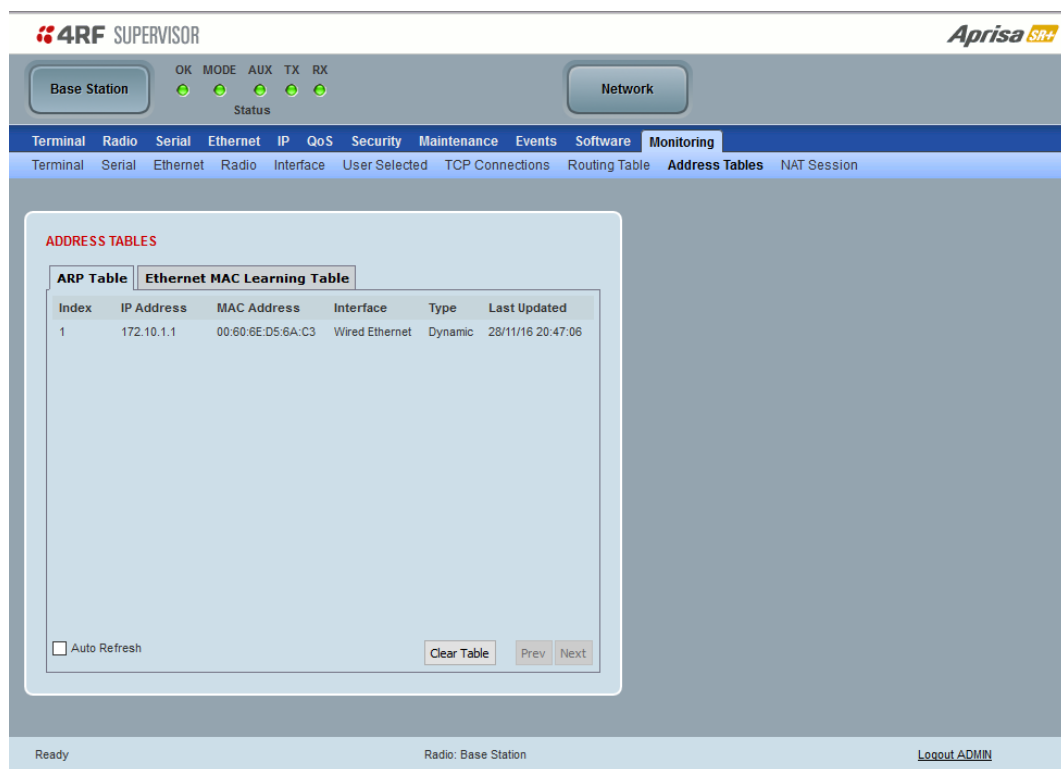 4RF SUPERVISOR
Aprisa SR+
Base Station
OK MODE AUX TX RX
Status
Network
Terminal Radio Serial Ethernet IP QoS Security Maintenance Events Software Monitoring
Terminal Serial Ethernet Radio Interface User Selected TCP Connections Routing Table Address Tables NAT Session
ADDRESS TABLES
ARP Table Ethernet MAC Learning Table
Index IP Address MAC Address Interface Type Last Updated
1 172.10.1.1 00:60:6E:D5:6A:C3 Wired Ethernet Dynamic 28/11/16 20:47:06
Auto Refresh Clear Table Prev Next
Ready Radio: Base Station Logout ADMIN